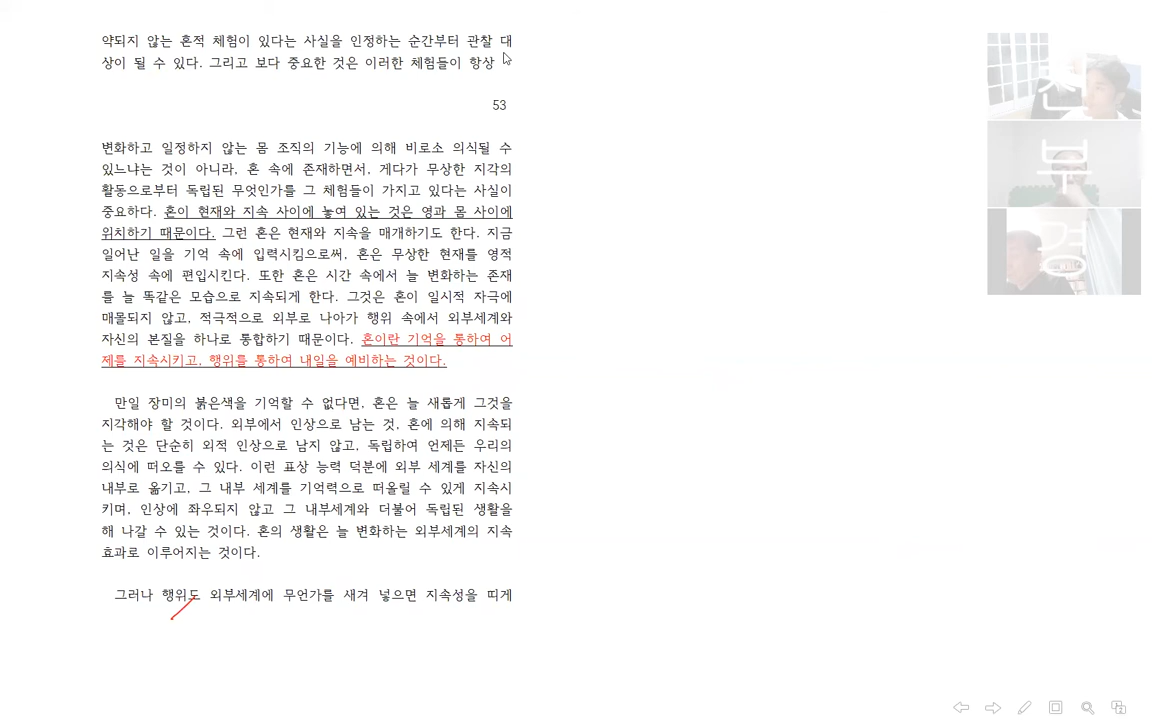 약되지 않는 혼적 체험이 있다는 사실을 인정하는 순간부터 관찰 대
상이 될 수 있다. 그리고 보다 중요한 것은 이러한 체험들이 항상
53
변화하고 일정하지 않는 몸 조직의 기능에 의해 비로소 의식될 수
있느냐는 것이 아니라, 혼 속에 존재하면서, 게다가 무상한 지각의
활동으로부터 독립된 무엇인가를 그 체험들이 가지고 있다는 사실이
중요하다. 혼이 현재와 지속 사이에 놓여 있는 것은 영과 몸 사이에
위치하기 때문이다. 그런 혼은 현재와 지속을 매개하기도 한다. 지금
일어난 일을 기억 속에 입력시킴으로써, 혼은 무상한 현재를 영적
지속성 속에 편입시킨다. 또한 혼은 시간 속에서 늘 변화하는 존재
를 늘 똑같은 모습으로 지속되게 한다. 그것은 혼이 일시적 자극에
매몰되지 않고, 적극적으로 외부로 나아가 행위 속에서 외부세계와
자신의 본질을 하나로 통합하기 때문이다. 혼이란 기억을 통하여 어
제를 지속시키고, 행위를 통하여 내일을 예비하는 것이다.
만일 장미의 붉은색을 기억할 수 없다면, 혼은 늘 새롭게 그것을
지각해야 할 것이다. 외부에서 인상으로 남는 것, 혼에 의해 지속되
는 것은 단순히 외적 인상으로 남지 않고, 독립하여 언제든 우리의
의식에 떠오를 수 있다. 이런 표상 능력 덕분에 외부 세계를 자신의
내부로 옮기고, 그 내부 세계를 기억력으로 떠올릴 수 있게 지속시
키며, 인상에 좌우되지 않고 그 내부세계와 더불어 독립된 생활을
해 나갈 수 있는 것이다. 혼의 생활은 늘 변화하는 외부세계의 지속
효과로 이루어지는 것이다.
그러나 행위도 외부세계에 무언가를 새겨 넣으면 지속성을 띠게
부
경